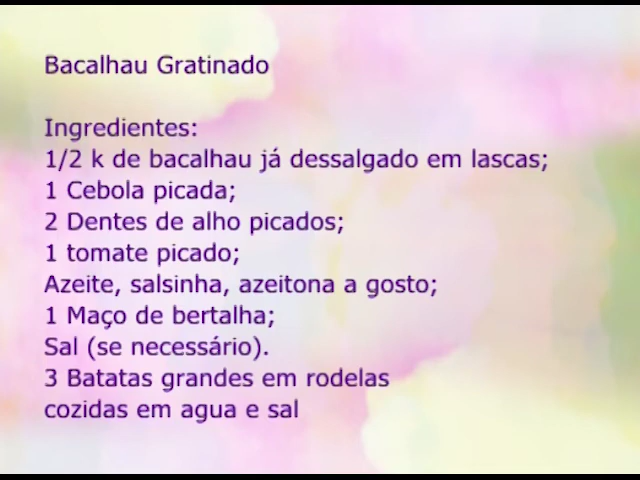 Bacalhau Gratinado
Ingredientes:
1/2 k de bacalhau já dessalgado em lascas;
1 Cebola picada;
2 Dentes de alho picados;
1 tomate picado;
Azeite, salsinha, azeitona a gosto;
1 Maço de bertalha;
Sal (se necessário).
3 Batatas grandes em rodelas
cozidas em agua e sal